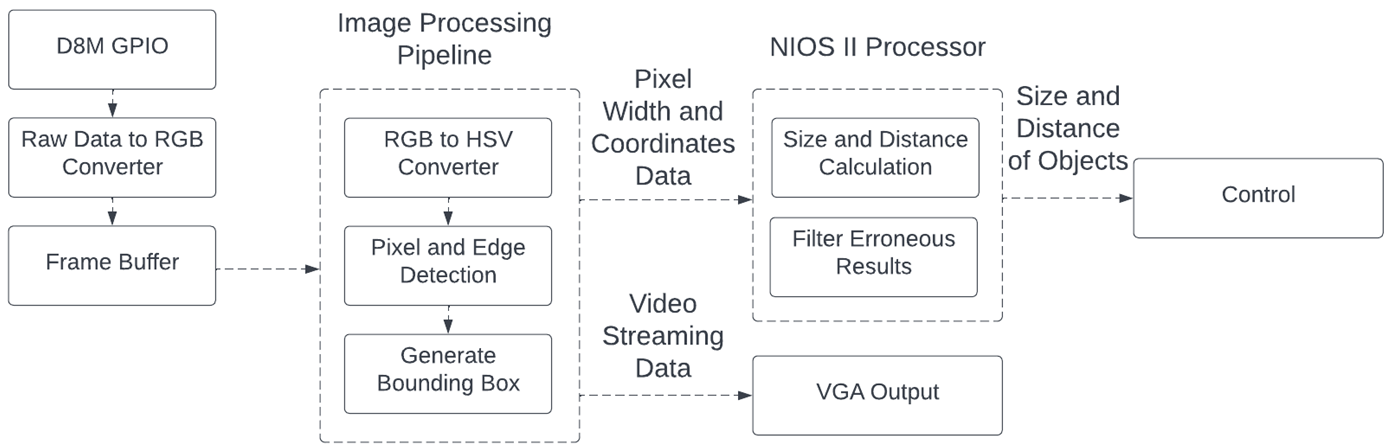 D8M GPIO
Raw Data to RGB
Converter
Frame Buffer
Image Processing
Pipeline
RGB to HSV
Converter
Pixel and Edge
Detection
Generate
Bounding Box
Pixel
Width and
Coordinates
Data
Video
Streaming
Data
NIOS II Processor
Size and Distance
Calculation
Filter Erroneous
Results
VGA Output
Size and
Distance
of Objects
Control